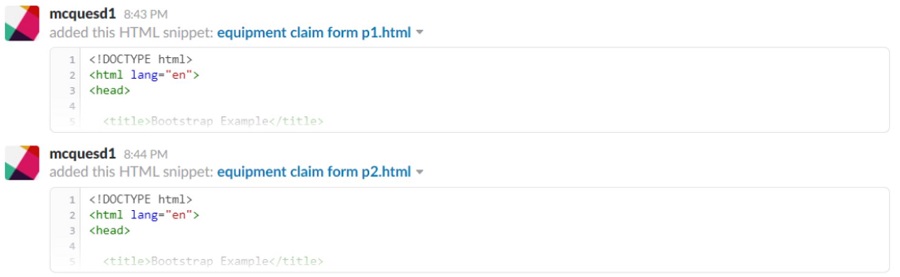 mcquesd1 8:43 PM
added this HTML snippet: equipment claim form p1.html
1 <!DOCTYPE html>
2 <html lang="en">
3 <head>
4
5 <title>Bootstrap Example</title>
mcquesd1 8:44 PM
added this HTML snippet: equipment claim form p2.html
1 <!DOCTYPE html>
2 <html lang="en">
3 <head>
4
5 <title>Bootstrap Example</title>